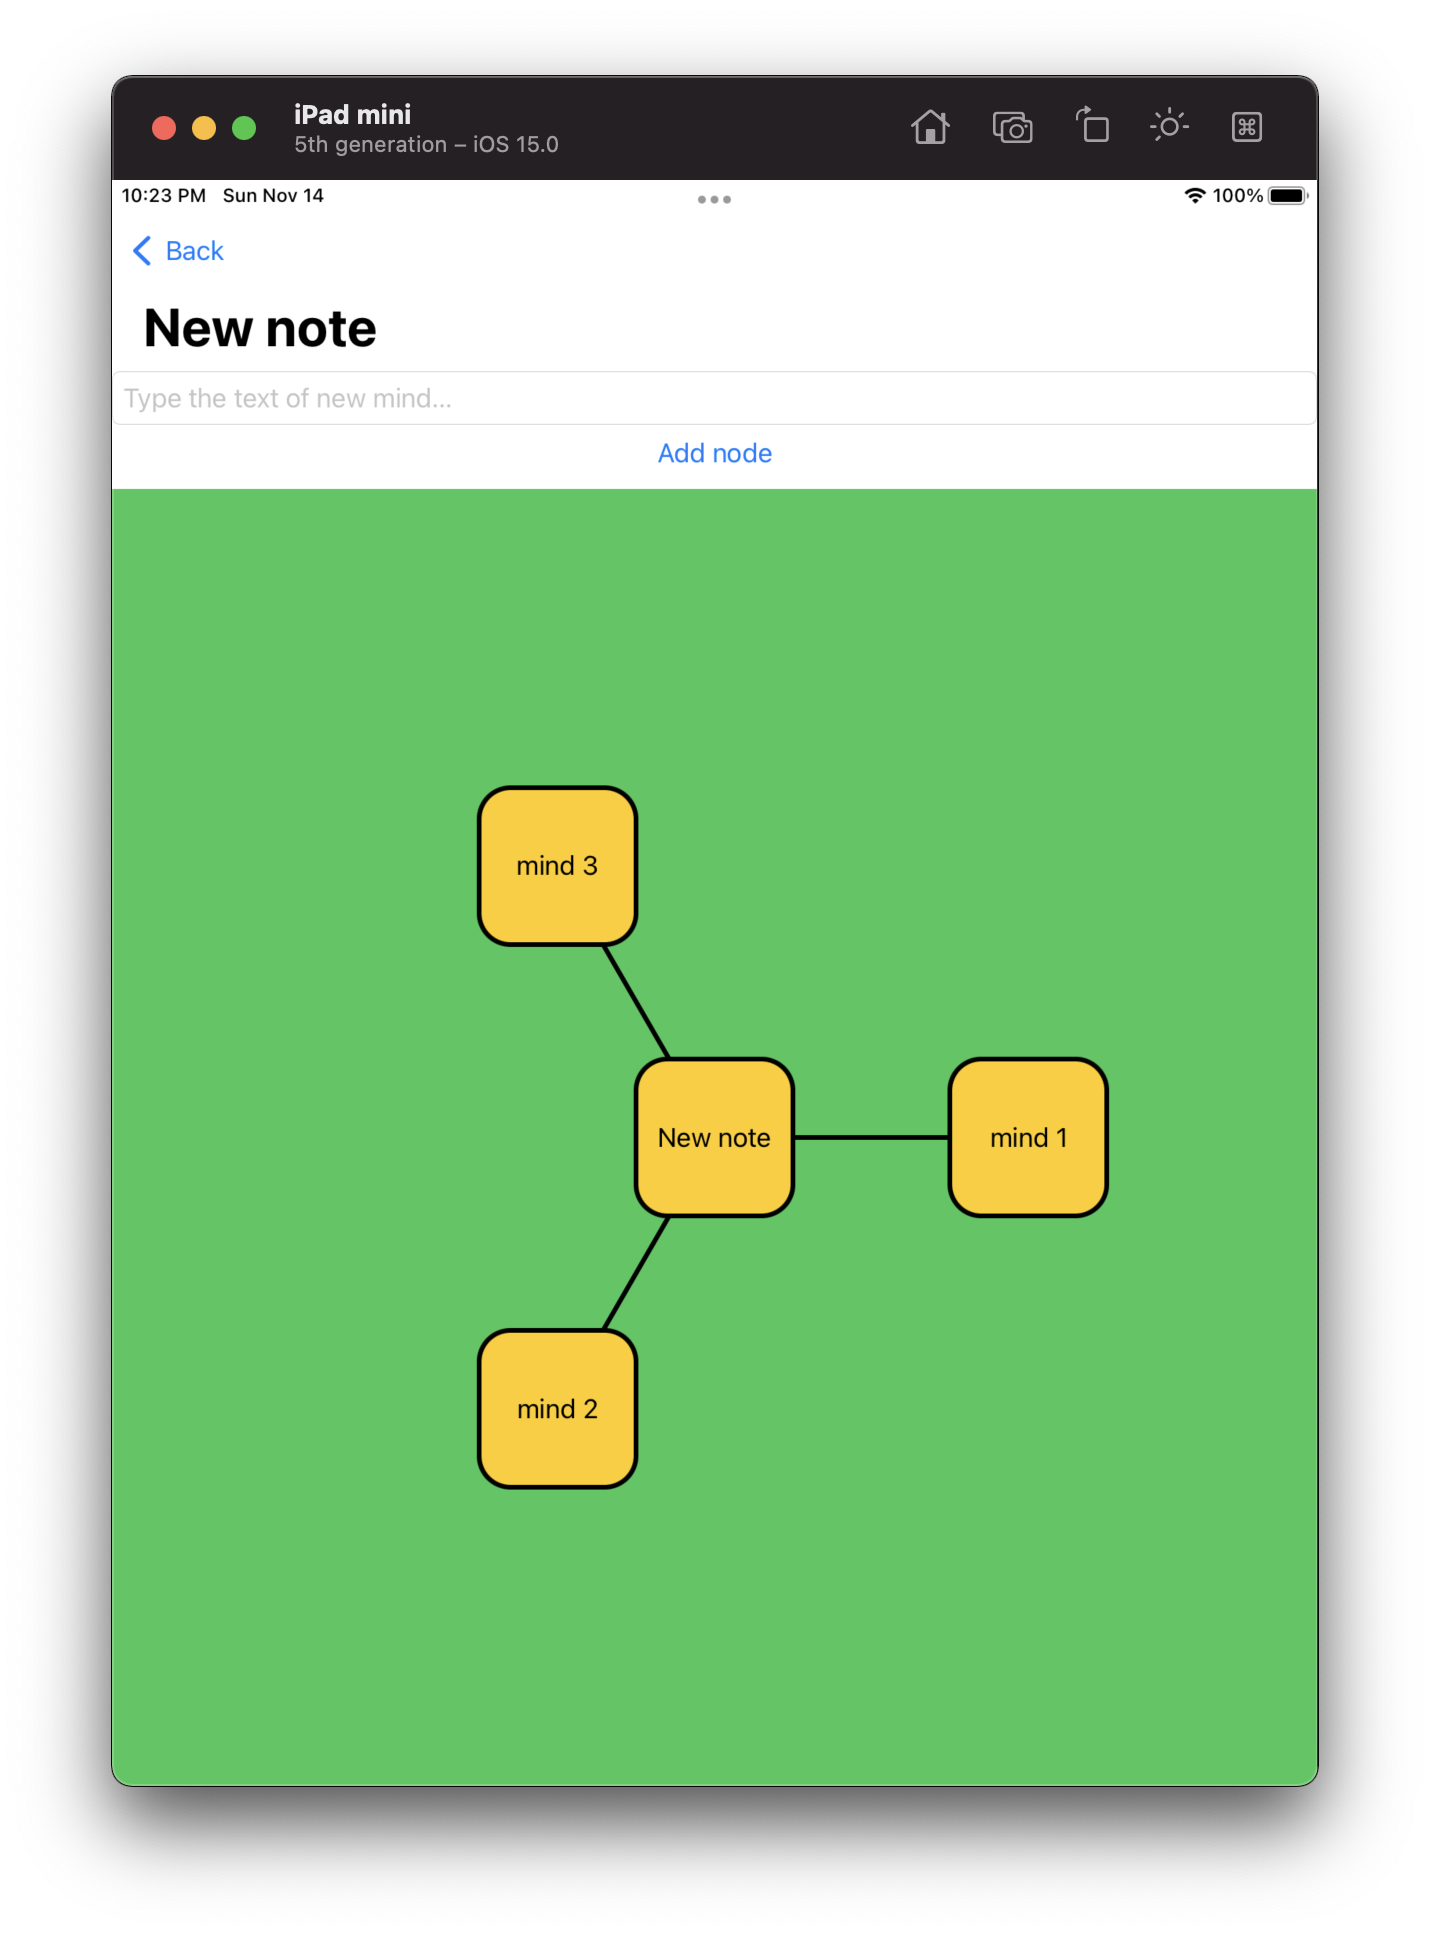 iPad mini
5th generation – iOS 15.0
10:23 PM Sun Nov 14
100%
Back
New note
Type the text of new mind...
Add node
mind 3
New note
mind 1
mind 2